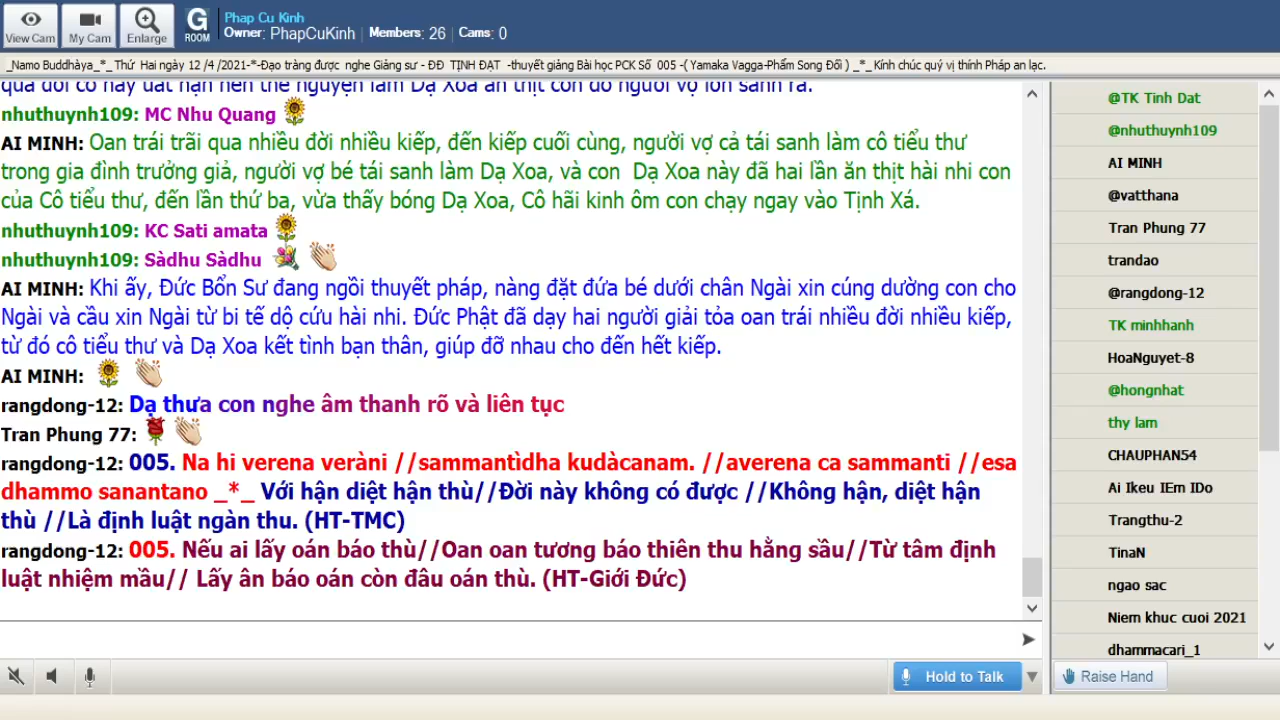 View Cam
My Cam
Enlarge
G
ROOM
Phap Cu Kinh
Owner: PhapCuKinh | Members: 26 | Cams: 0
_Namo Buddhàya_*_ Thứ Hai ngày 12 /4 /2021-*-Đạo tràng được nghe Giảng sư - ĐĐ TỊNH ĐẠT -thuyết giảng Bài học PCK Số 005 -( Yamaka Vagga-Phẩm Song Đối ) _*_ Kính chúc quý vị thính Pháp an lạc.
nhuthuynh109: MC Nhu Quang
AI MINH: Oan trái trãi qua nhiều đời nhiều kiếp, đến kiếp cuối cùng, người vợ cả tái sanh làm cô tiểu thư
trong gia đình trưởng giả, người vợ bé tái sanh làm Dạ Xoa, và con Dạ Xoa này đã hai lần ăn thịt hài nhi con
của Cô tiểu thư, đến lần thứ ba, vừa thấy bóng Dạ Xoa, Cô hãi kinh ôm con chạy ngay vào Tịnh Xá.
nhuthuynh109: KC Sati amata
nhuthuynh109: Sàdhu Sàdhu
AI MINH: Khi ấy, Đức Bổn Sư đang ngồi thuyết pháp, nàng đặt đứa bé dưới chân Ngài xin cúng dường con cho
Ngài và cầu xin Ngài từ bi tế độ cứu hài nhi. Đức Phật đã dạy hai người giải tỏa oan trái nhiều đời nhiều kiếp,
từ đó cô tiểu thư và Dạ Xoa kết tình bạn thân, giúp đỡ nhau cho đến hết kiếp.
AI MINH:
rangdong-12: Dạ thưa con nghe âm thanh rõ và liên tục
Tran Phung 77:
rangdong-12: 005. Na hi verena veràni //sammantìdha kudàcanam. //averena ca sammanti //esa
dhammo sanantano _*_ Với hận diệt hận thù//Đời này không có được //Không hận, diệt hận
thù //Là định luật ngàn thu. (HT-TMC)
rangdong-12: 005. Nếu ai lấy oán báo thù//Oan oan tương báo thiên thu hằng sầu//Từ tâm định
luật nhiệm mầu// Lấy ân báo oán còn đâu oán thù. (HT-Giới Đức)
@TK Tinh Dat
@nhuthuynh109
AI MINH
@vatthana
Tran Phung 77
trandao
@rangdong-12
TK minhhanh
HoaNguyet-8
@hongnhat
thy lam
CHAUPHAN54
Ai Ikeu IEm IDo
Trangthu-2
TinaN
ngao sac
Niem khuc cuoi 2021
dhammacari_1
Hold to Talk
Raise Hand